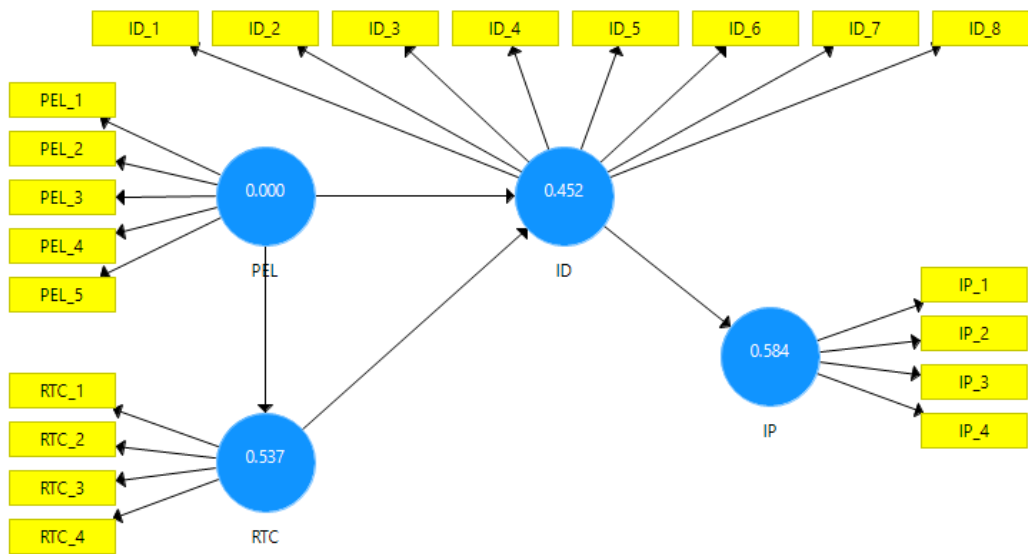 ID_1
ID_2
ID_3
ID_4
ID_5
ID_6
ID_7
ID_8
PEL_1
PEL_2
PEL_3
PEL_4
PEL_5
0.000
PEL
0.452
ID
RTC_1
RTC_2
RTC_3
RTC_4
0.537
RTC
0.584
IP
IP_1
IP_2
IP_3
IP_4